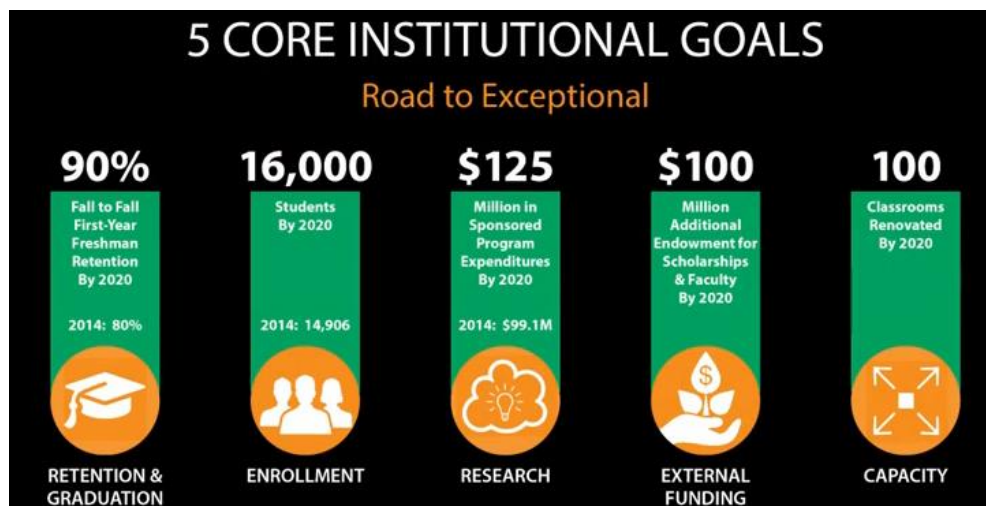 5 CORE INSTITUTIONAL GOALS
Road to Exceptional
90%
Fall to Fall
First-Year
Freshman
Retention
By 2020
2014: 80%
RETENTION &
GRADUATION
16,000
Students
By 2020
2014: 14,906
ENROLLMENT
$125
Million in
Sponsored
Program
Expenditures
By 2020
2014: $99.1M
RESEARCH
$100
Million
Additional
Endowment for
Scholarships
& Faculty
By 2020
$
EXTERNAL
FUNDING
100
Classrooms
Renovated
By 2020
CAPACITY